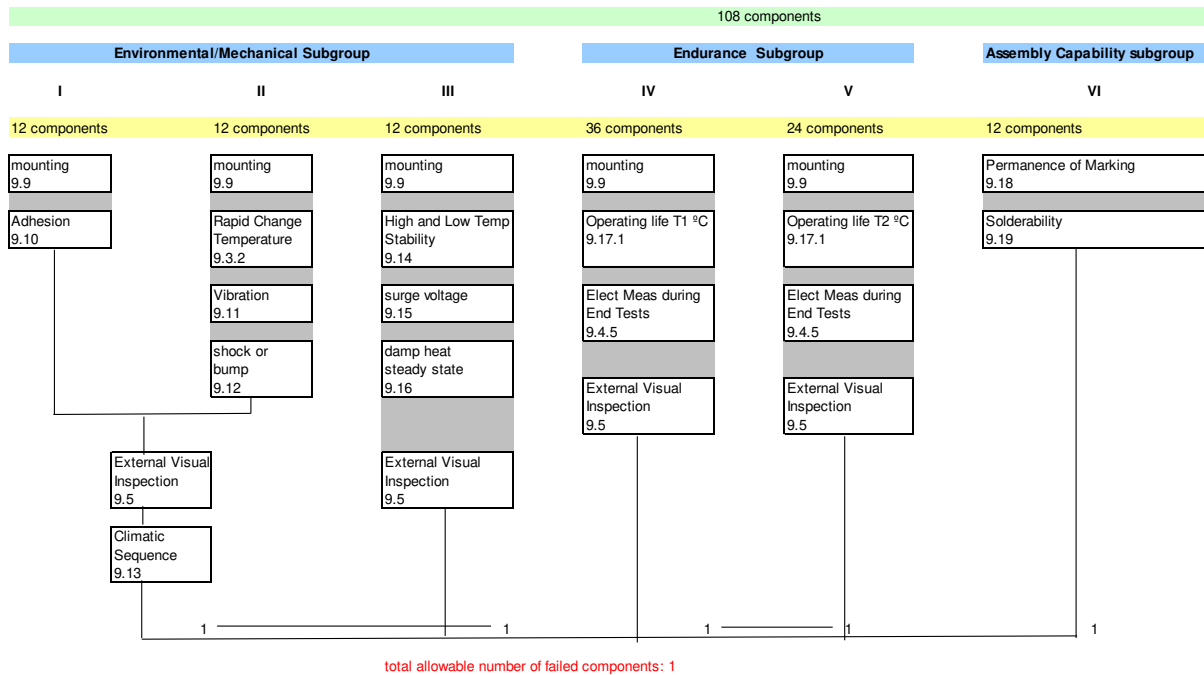 108 components
Environmental/Mechanical Subgroup
Endurance Subgroup
Assembly Capability subgroup
I
II
III
IV
V
VI
12 components
12 components
12 components
36 components
24 components
12 components
mounting
9.9
Adhesion
9.10
mounting
9.9
Rapid Change
Temperature
9.3.2
Vibration
9.11
shock or
bump
9.12
External Visual
Inspection
9.5
Climatic
Sequence
9.13
mounting
9.9
High and Low Temp
Stability
9.14
surge voltage
9.15
damp heat
steady state
9.16
External Visual
Inspection
9.5
mounting
9.9
Operating life T1 ºC
9.17.1
Elect Meas during
End Tests
9.4.5
External Visual
Inspection
9.5
mounting
9.9
Operating life T2 ºC
9.17.1
Elect Meas during
End Tests
9.4.5
External Visual
Inspection
9.5
Permanence of Marking
9.18
Solderability
9.19
1
1
1
1
1
total allowable number of failed components: 1